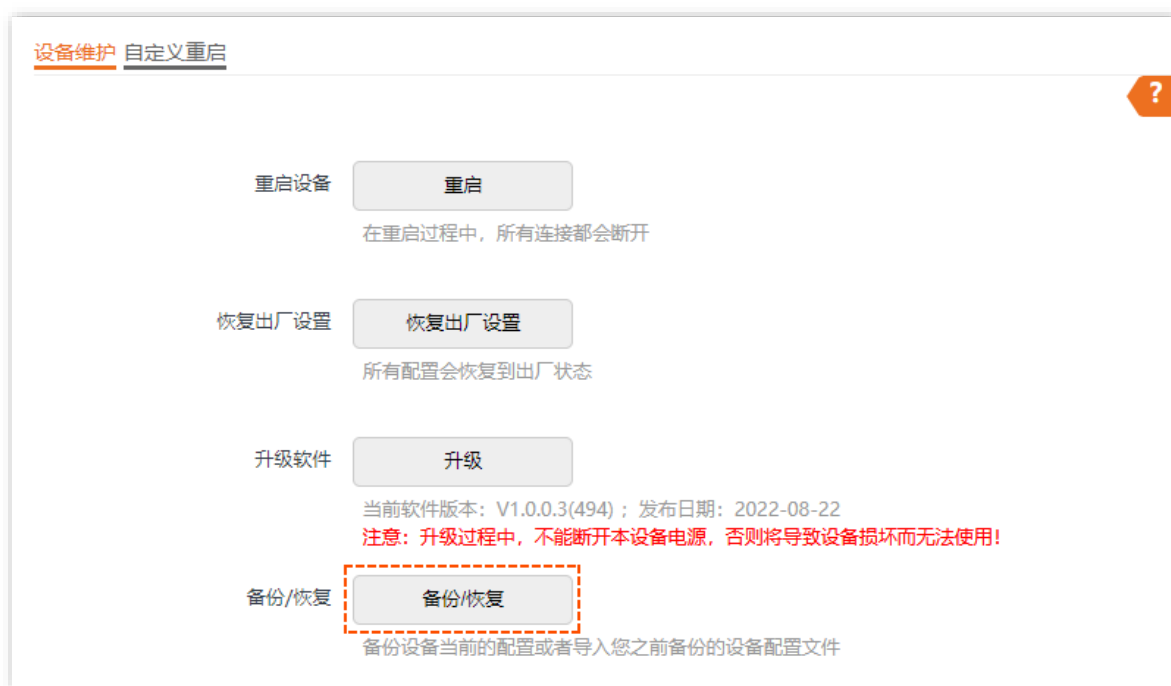 设备维护 自定义重启
?
重启设备 重启
在重启过程中，所有连接都会断开
恢复出厂设置 恢复出厂设置
所有配置会恢复到出厂状态
升级软件 升级
当前软件版本：V1.0.0.3(494)；发布日期：2022-08-22
注意：升级过程中，不能断开本设备电源，否则将导致设备损坏而无法使用！
备份/恢复 备份/恢复
备份设备当前的配置或者导入您之前备份的设备配置文件